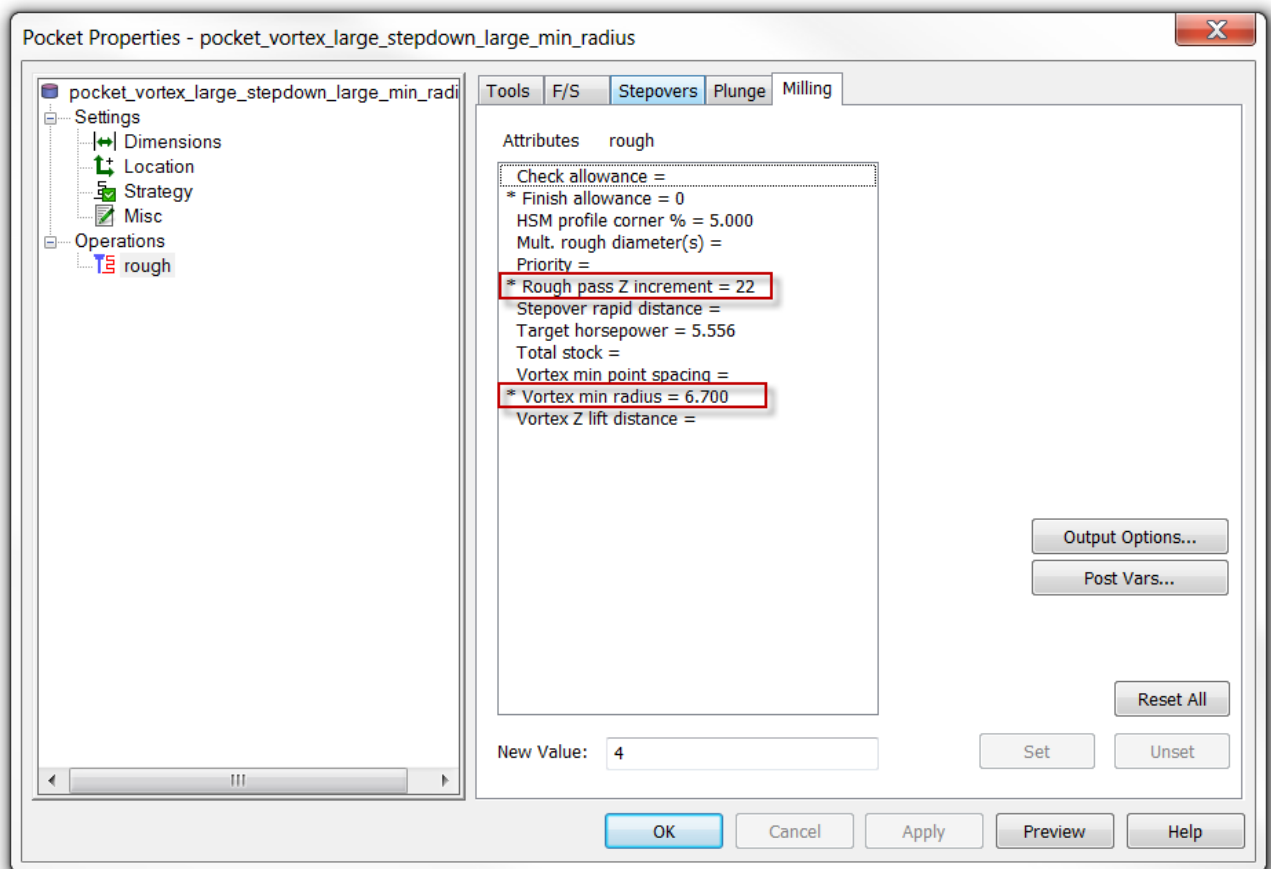 Pocket Properties - pocket_vortex_large_stepdown_large_min_radius
X
pocket_vortex_large_stepdown_large_min_radi
Settings
Dimensions
Location
Strategy
Misc
Operations
rough
Tools F/S Stepovers Plunge Milling
Attributes rough
Check allowance =
* Finish allowance = 0
HSM profile corner % = 5.000
Mult. rough diameter(s) =
Priority =
* Rough pass Z increment = 22
Stepover rapid distance =
Target horsepower = 5.556
Total stock =
Vortex min point spacing =
* Vortex min radius = 6.700
Vortex Z lift distance =
Output Options...
Post Vars...
Reset All
New Value: 4 Set Unset
OK Cancel Apply Preview Help